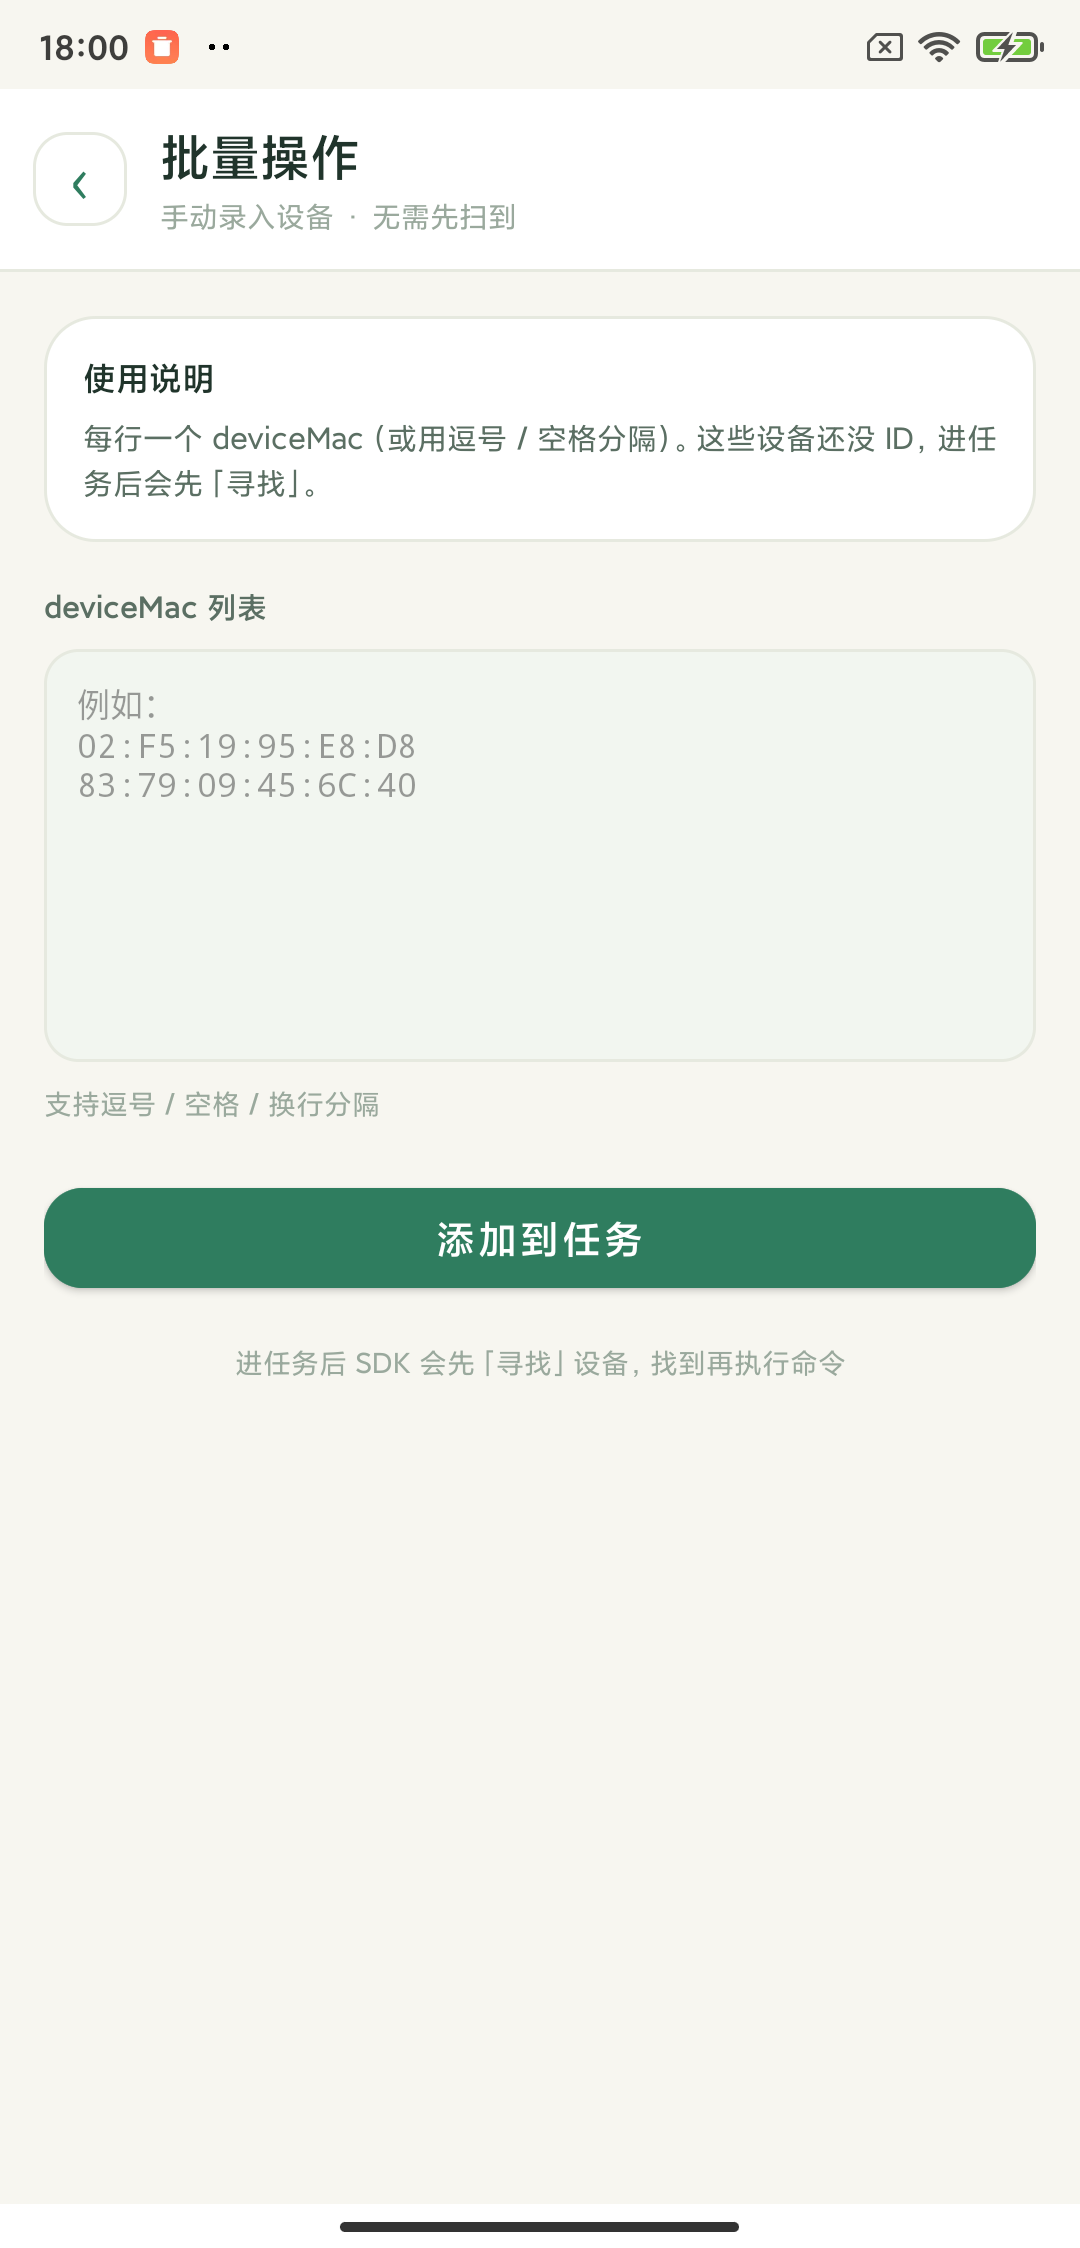 18:00
批量操作
手动录入设备 · 无需先扫到
使用说明
每行一个 deviceMac（或用逗号 / 空格分隔）。这些设备还没 ID，进任
务后会先「寻找」。
deviceMac 列表
例如：
02:F5:19:95:E8:D8
83:79:09:45:6C:40
支持逗号 / 空格 / 换行分隔
添加到任务
进任务后 SDK 会先「寻找」设备，找到再执行命令